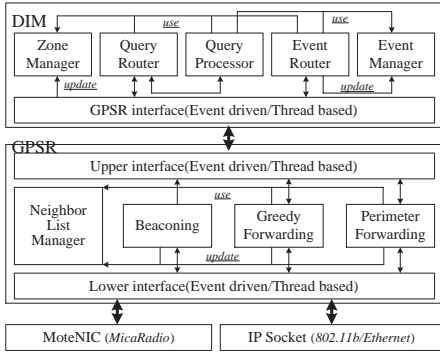 DIM
use
Zone Manager
Query Router
Query Processor
Event Router
Event Manager
update
update
GPSR interface(Event driven/Thread based)
GPSR
Upper interface(Event driven/Thread based)
use
Neighbor List Manager
Beaconing
Greedy Forwarding
Perimeter Forwarding
update
Lower interface(Event driven/Thread based)
MoteNIC (MicaRadio)
IP Socket (802.11b/Ethernet)